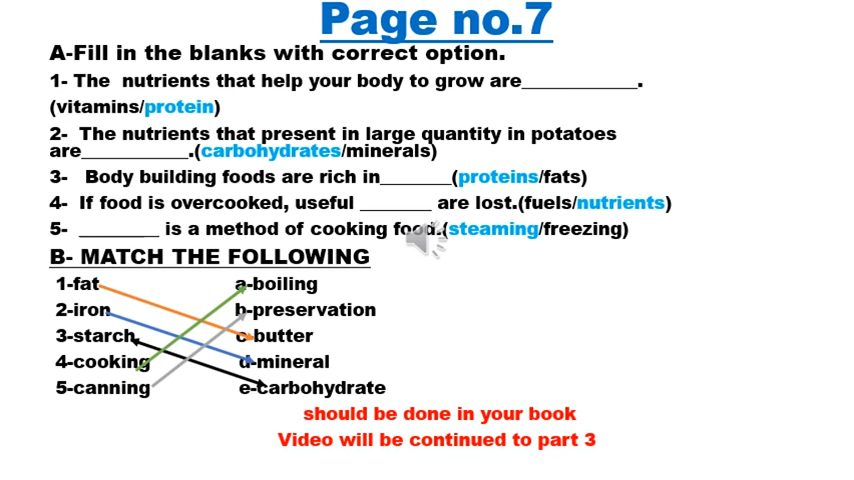 Page no.7
A-Fill in the blanks with correct option.
1- The nutrients that help your body to grow are____________.
(vitamins/protein)
2- The nutrients that present in large quantity in potatoes
are___________.(carbohydrates/minerals)
3- Body building foods are rich in_______(proteins/fats)
4- If food is overcooked, useful _______ are lost.(fuels/nutrients)
5- ________ is a method of cooking food.(steaming/freezing)
B- MATCH THE FOLLOWING
1-fat a-boiling
2-iron b-preservation
3-starch c-butter
4-cooking d-mineral
5-canning e-carbohydrate
should be done in your book
Video will be continued to part 3